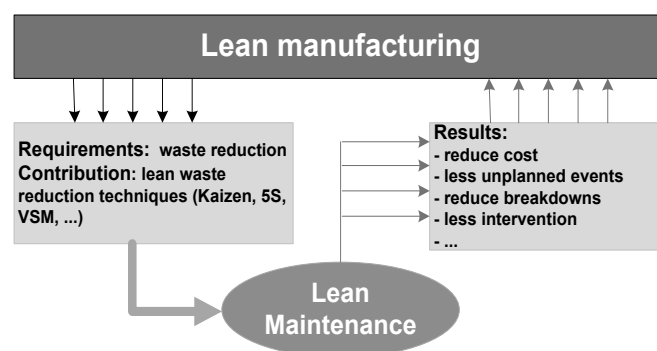 Lean manufacturing
Requirements: waste reduction
Contribution: lean waste
reduction techniques (Kaizen, 5S,
VSM, ...)
Results:
- reduce cost
- less unplanned events
- reduce breakdowns
- less intervention
- ...
Lean
Maintenance